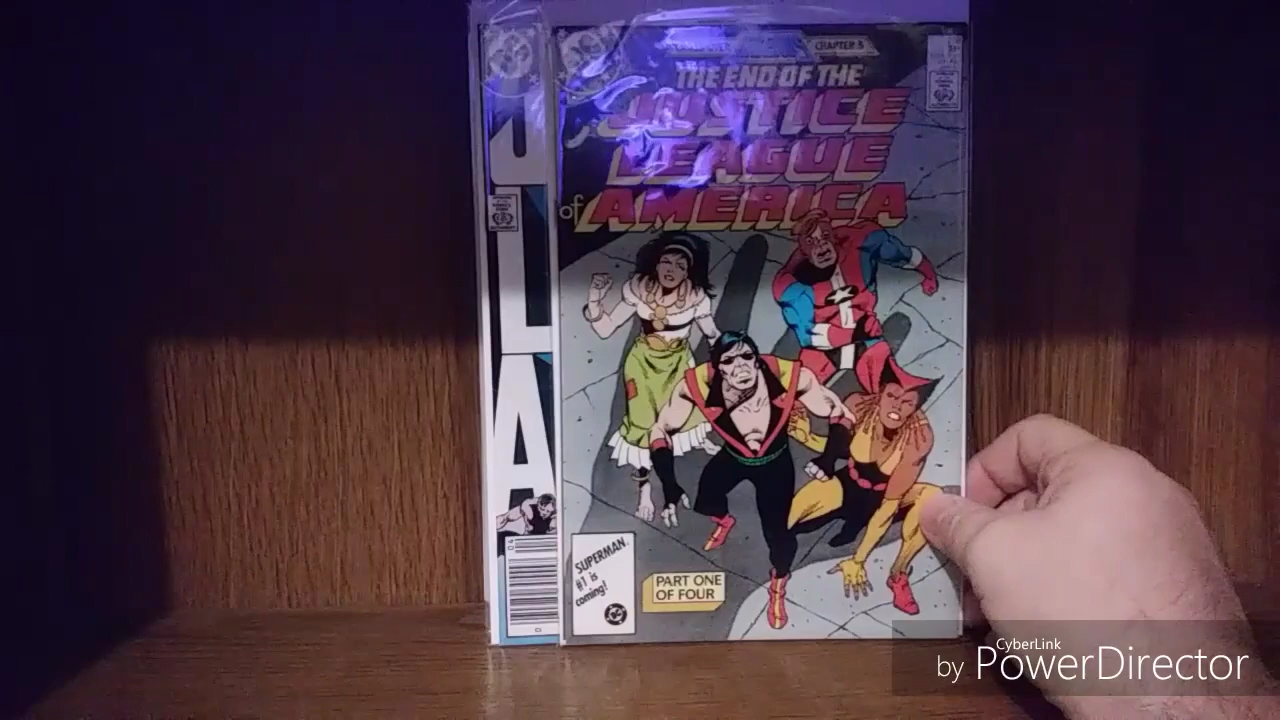 CHAPTER 5
THE END OF THE
JUSTICE
LEAGUE
of AMERICA
J
L
A
SUPERMAN
#1 is
coming!
DC
PART ONE
OF FOUR
CyberLink
by PowerDirector